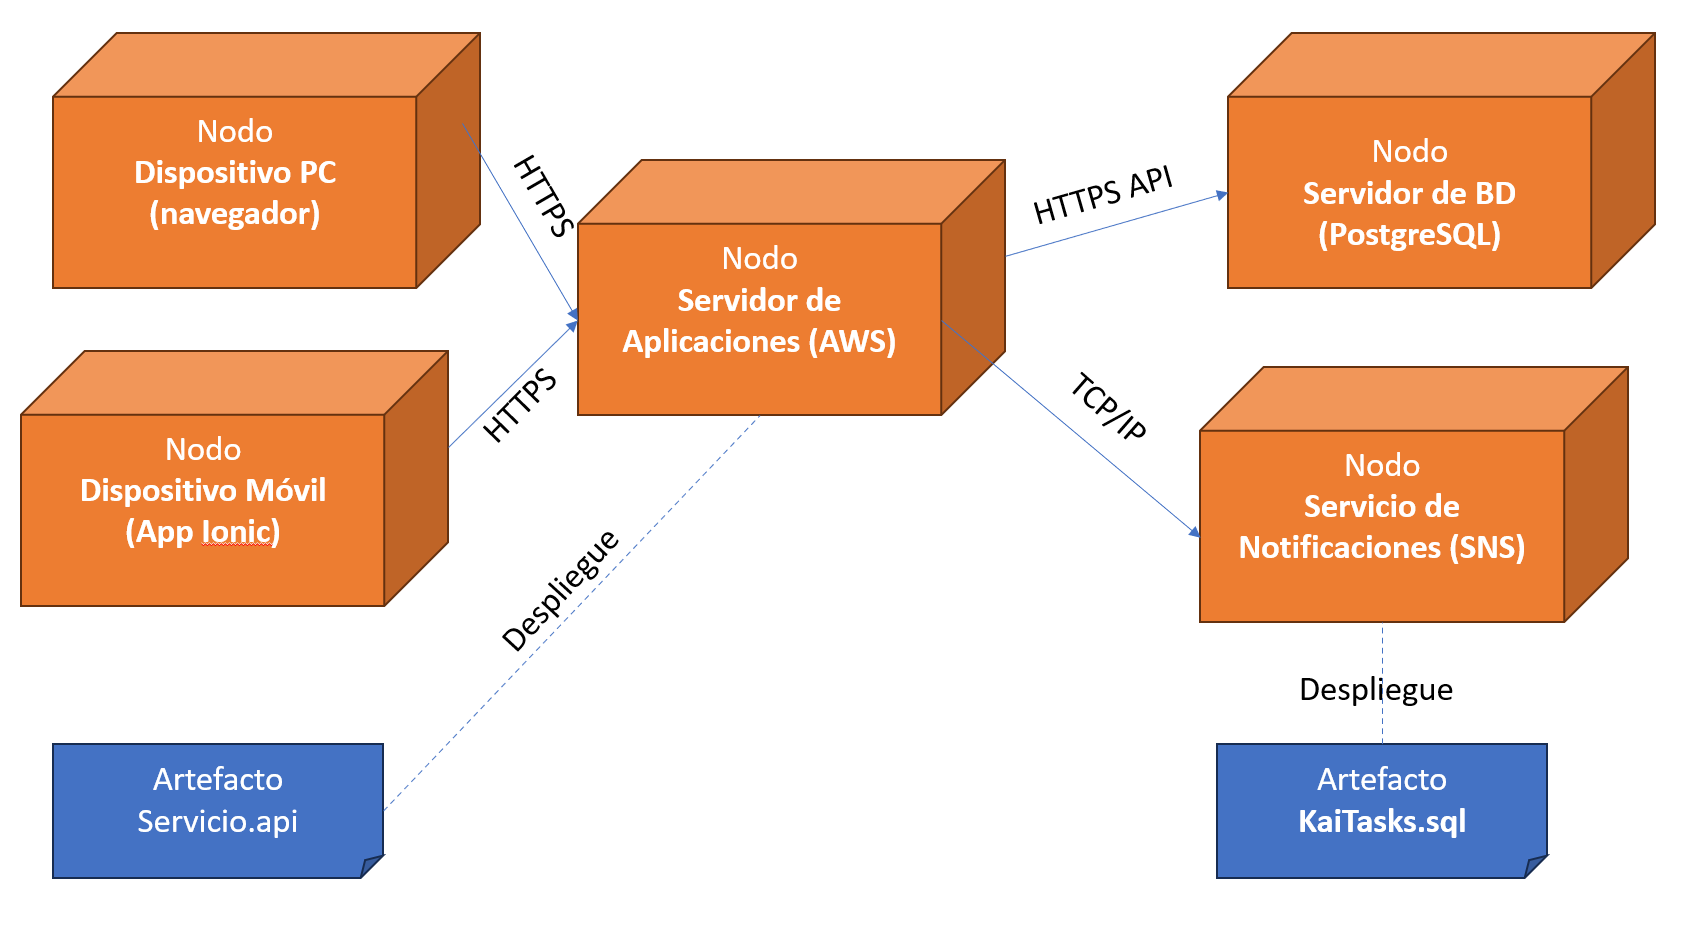 Nodo
Dispositivo PC
(navegador)
HTTPS
Nodo
Servidor de
Aplicaciones (AWS)
HTTPS API
Nodo
Servidor de BD
(PostgreSQL)
Nodo
Dispositivo Móvil
(App Ionic)
HTTPS
TCP/IP
Nodo
Servicio de
Notificaciones (SNS)
Despliegue
Despliegue
Artefacto
Servicio.api
Artefacto
KaiTasks.sql